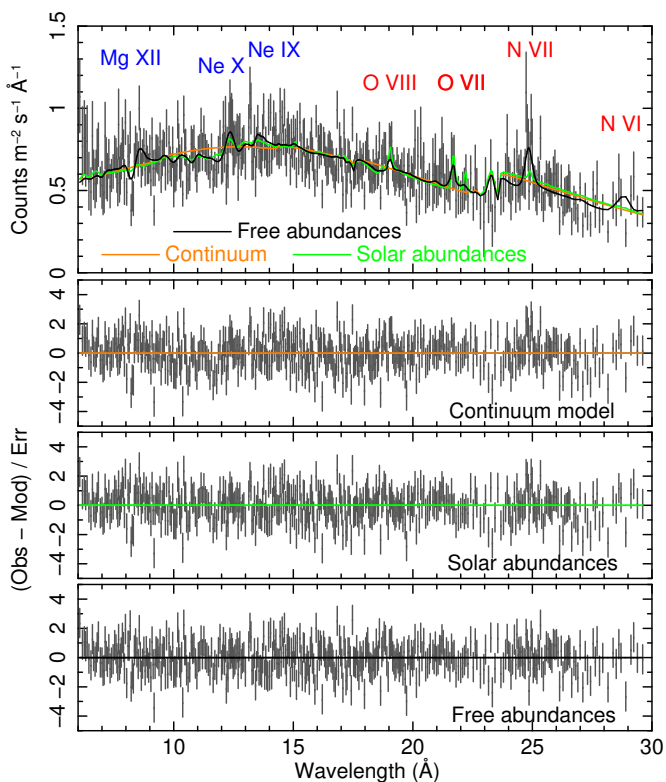 1.5
1
0.5
0
Counts m⁻² s⁻¹ Å⁻¹
Mg XII
Ne X
Ne IX
O VIII
O VII
N VII
N VI
Free abundances
Continuum
Solar abundances
4
2
0
−2
−4
Continuum model
4
2
0
−2
−4
Solar abundances
4
2
0
−2
−4
Free abundances
(Obs − Mod) / Err
10 15 20 25 30
Wavelength (Å)